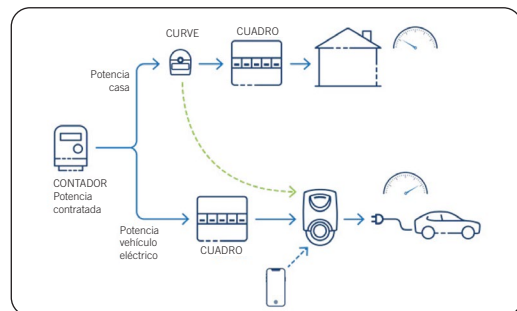 CURVE
CUADRO
Potencia
casa
CONTADOR
Potencia
contratada
Potencia
vehículo
eléctrico
CUADRO